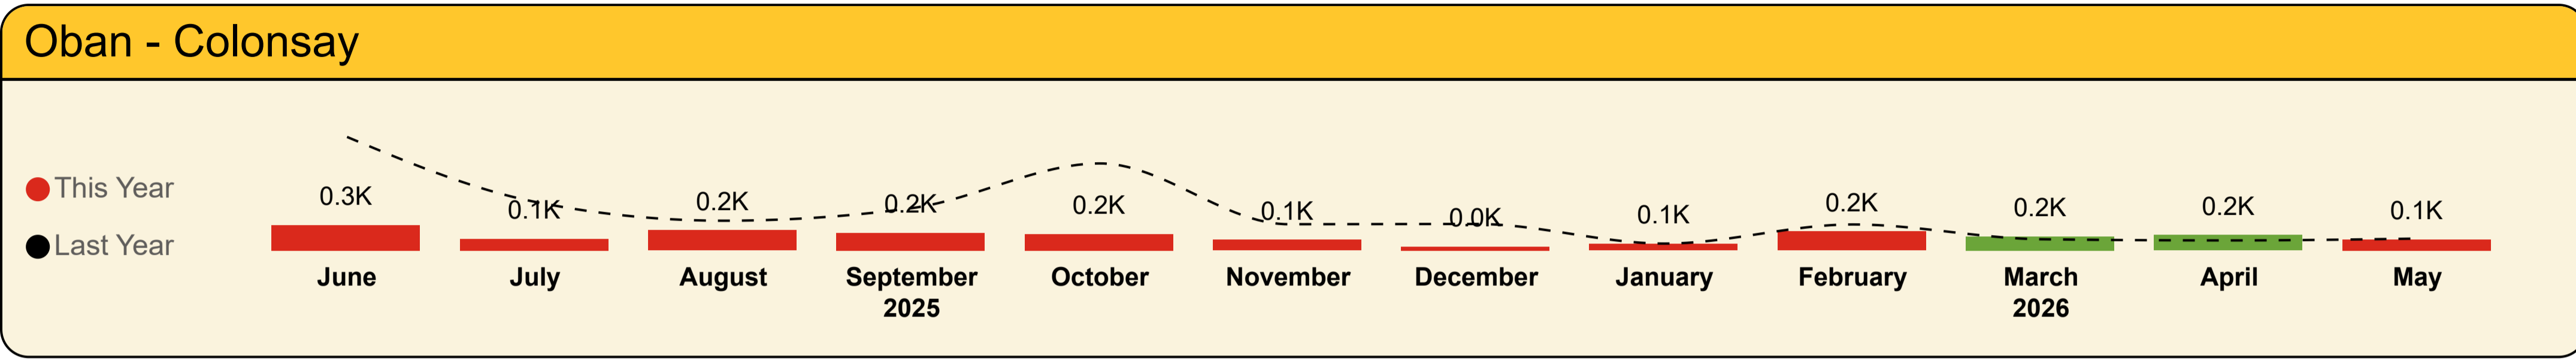 Oban - Colonsay
This Year
Last Year
0.3K
0.1K
0.2K
0.2K
0.2K
0.1K
0.0K
0.1K
0.2K
0.2K
0.2K
0.1K
June
July
August
September
October
November
December
January
February
March
April
May
2025
2026